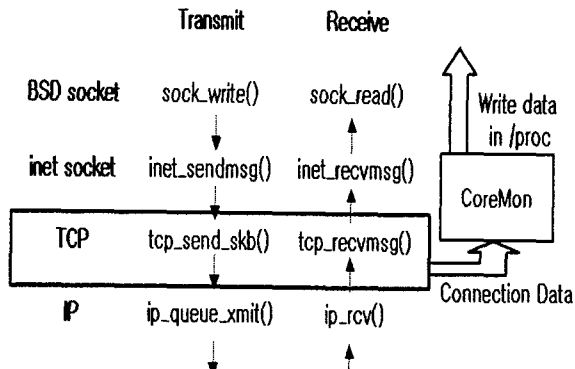 Transmit Receive
BSD socket sock_write() sock_read()
Write data
in /proc
inet socket inet_sendmsg() inet_recvmsg()
CoreMon
TCP tcp_send_skb() tcp_recvmsg()
Connection Data
IP ip_queue_xmit() ip_rcv()